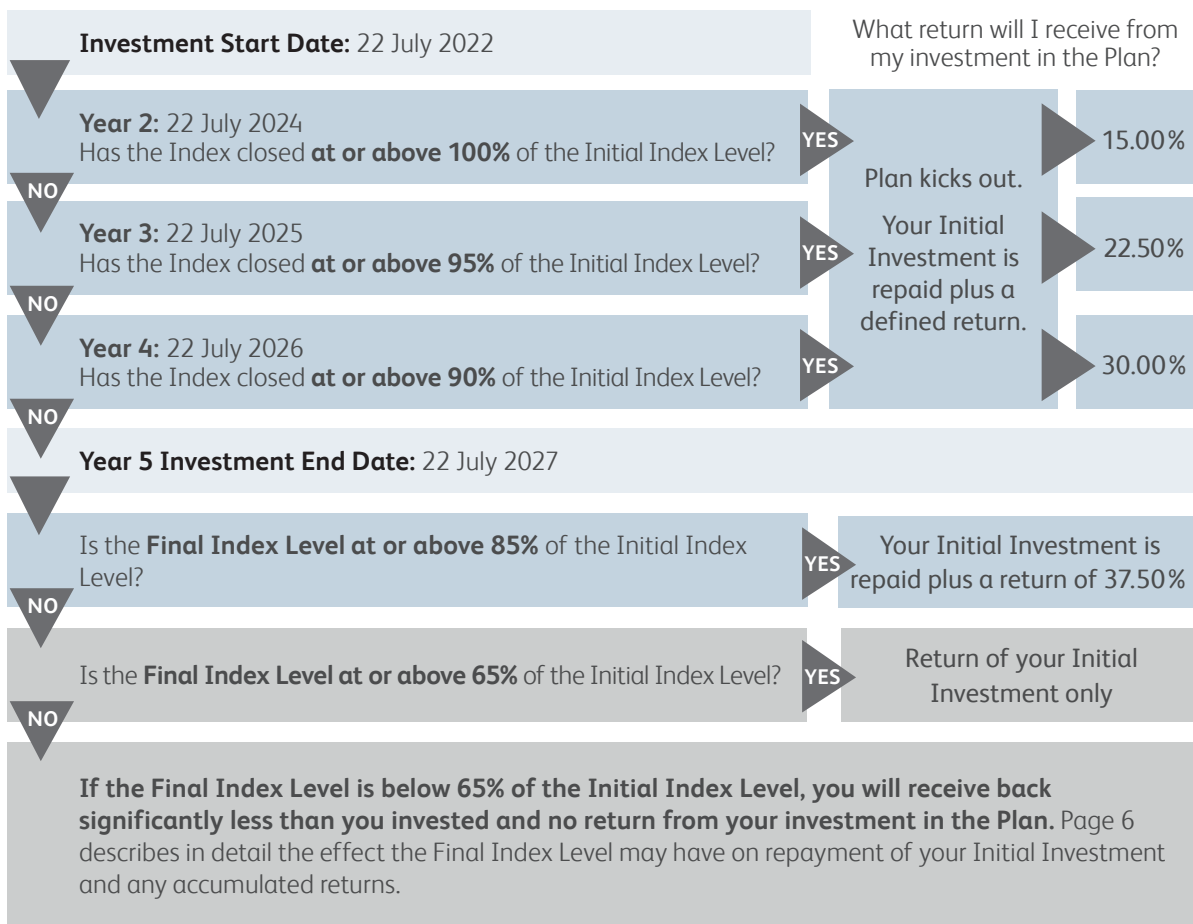 Investment Start Date: 22 July 2022
What return will I receive from
my investment in the Plan?
Year 2: 22 July 2024
Has the Index closed at or above 100% of the Initial Index Level?
YES
15.00%
NO
Year 3: 22 July 2025
Has the Index closed at or above 95% of the Initial Index Level?
YES
Plan kicks out.
Your Initial
Investment is
repaid plus a
defined return.
22.50%
NO
Year 4: 22 July 2026
Has the Index closed at or above 90% of the Initial Index Level?
YES
30.00%
NO
Year 5 Investment End Date: 22 July 2027
Is the Final Index Level at or above 85% of the Initial Index
Level?
YES
Your Initial Investment is
repaid plus a return of 37.50%
NO
Is the Final Index Level at or above 65% of the Initial Index Level?
YES
Return of your Initial
Investment only
NO
If the Final Index Level is below 65% of the Initial Index Level, you will receive back
significantly less than you invested and no return from your investment in the Plan. Page 6
describes in detail the effect the Final Index Level may have on repayment of your Initial Investment
and any accumulated returns.